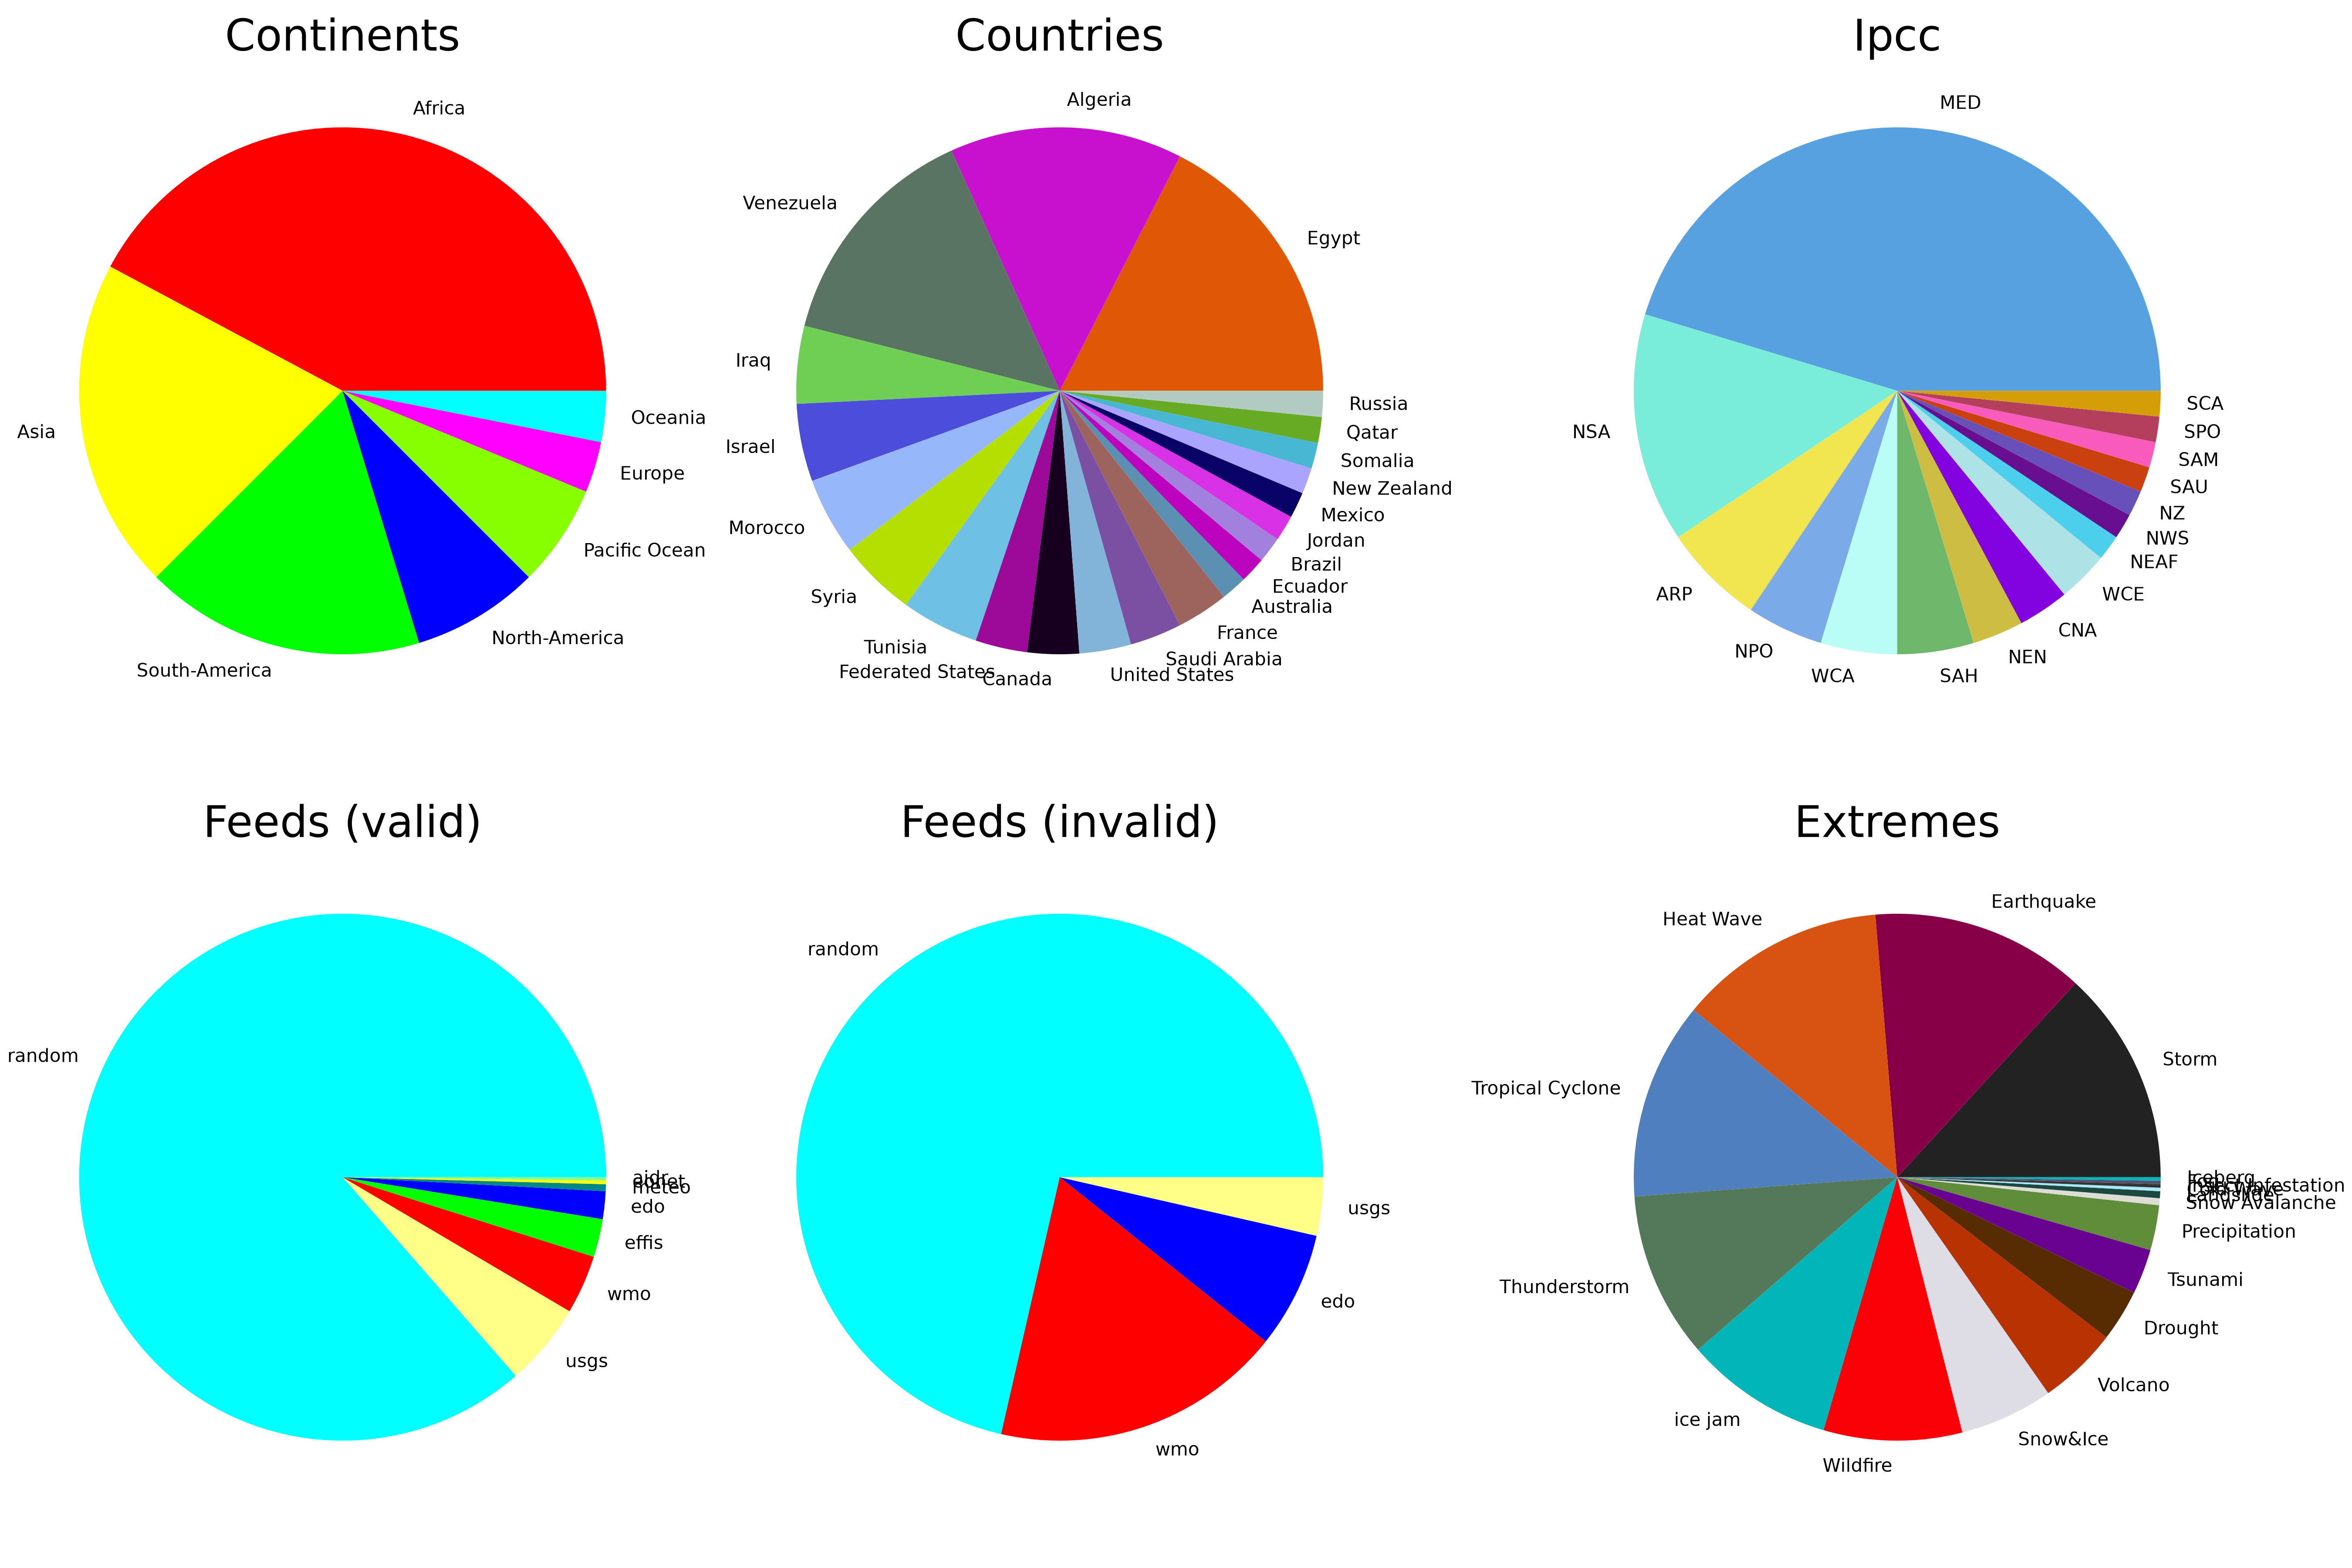 Continents
Africa
Asia
South-America
North-America
Pacific Ocean
Europe
Oceania
Countries
Egypt
Algeria
Venezuela
Iraq
Israel
Morocco
Syria
Tunisia
Federated States
Canada
United States
Saudi Arabia
France
Australia
Ecuador
Brazil
Jordan
Mexico
New Zealand
Somalia
Qatar
Russia
Ipcc
MED
NSA
ARP
NPO
WCA
SAH
NEN
CNA
WCE
NEAF
NWS
NZ
SAU
SAM
SPO
SCA
Feeds (valid)
random
usgs
wmo
effis
edo
meteo
Feeds (invalid)
random
wmo
edo
usgs
Extremes
Storm
Earthquake
Heat Wave
Tropical Cyclone
Thunderstorm
ice jam
Wildfire
Snow&Ice
Volcano
Drought
Tsunami
Precipitation
Snow Avalanche
Iceberg